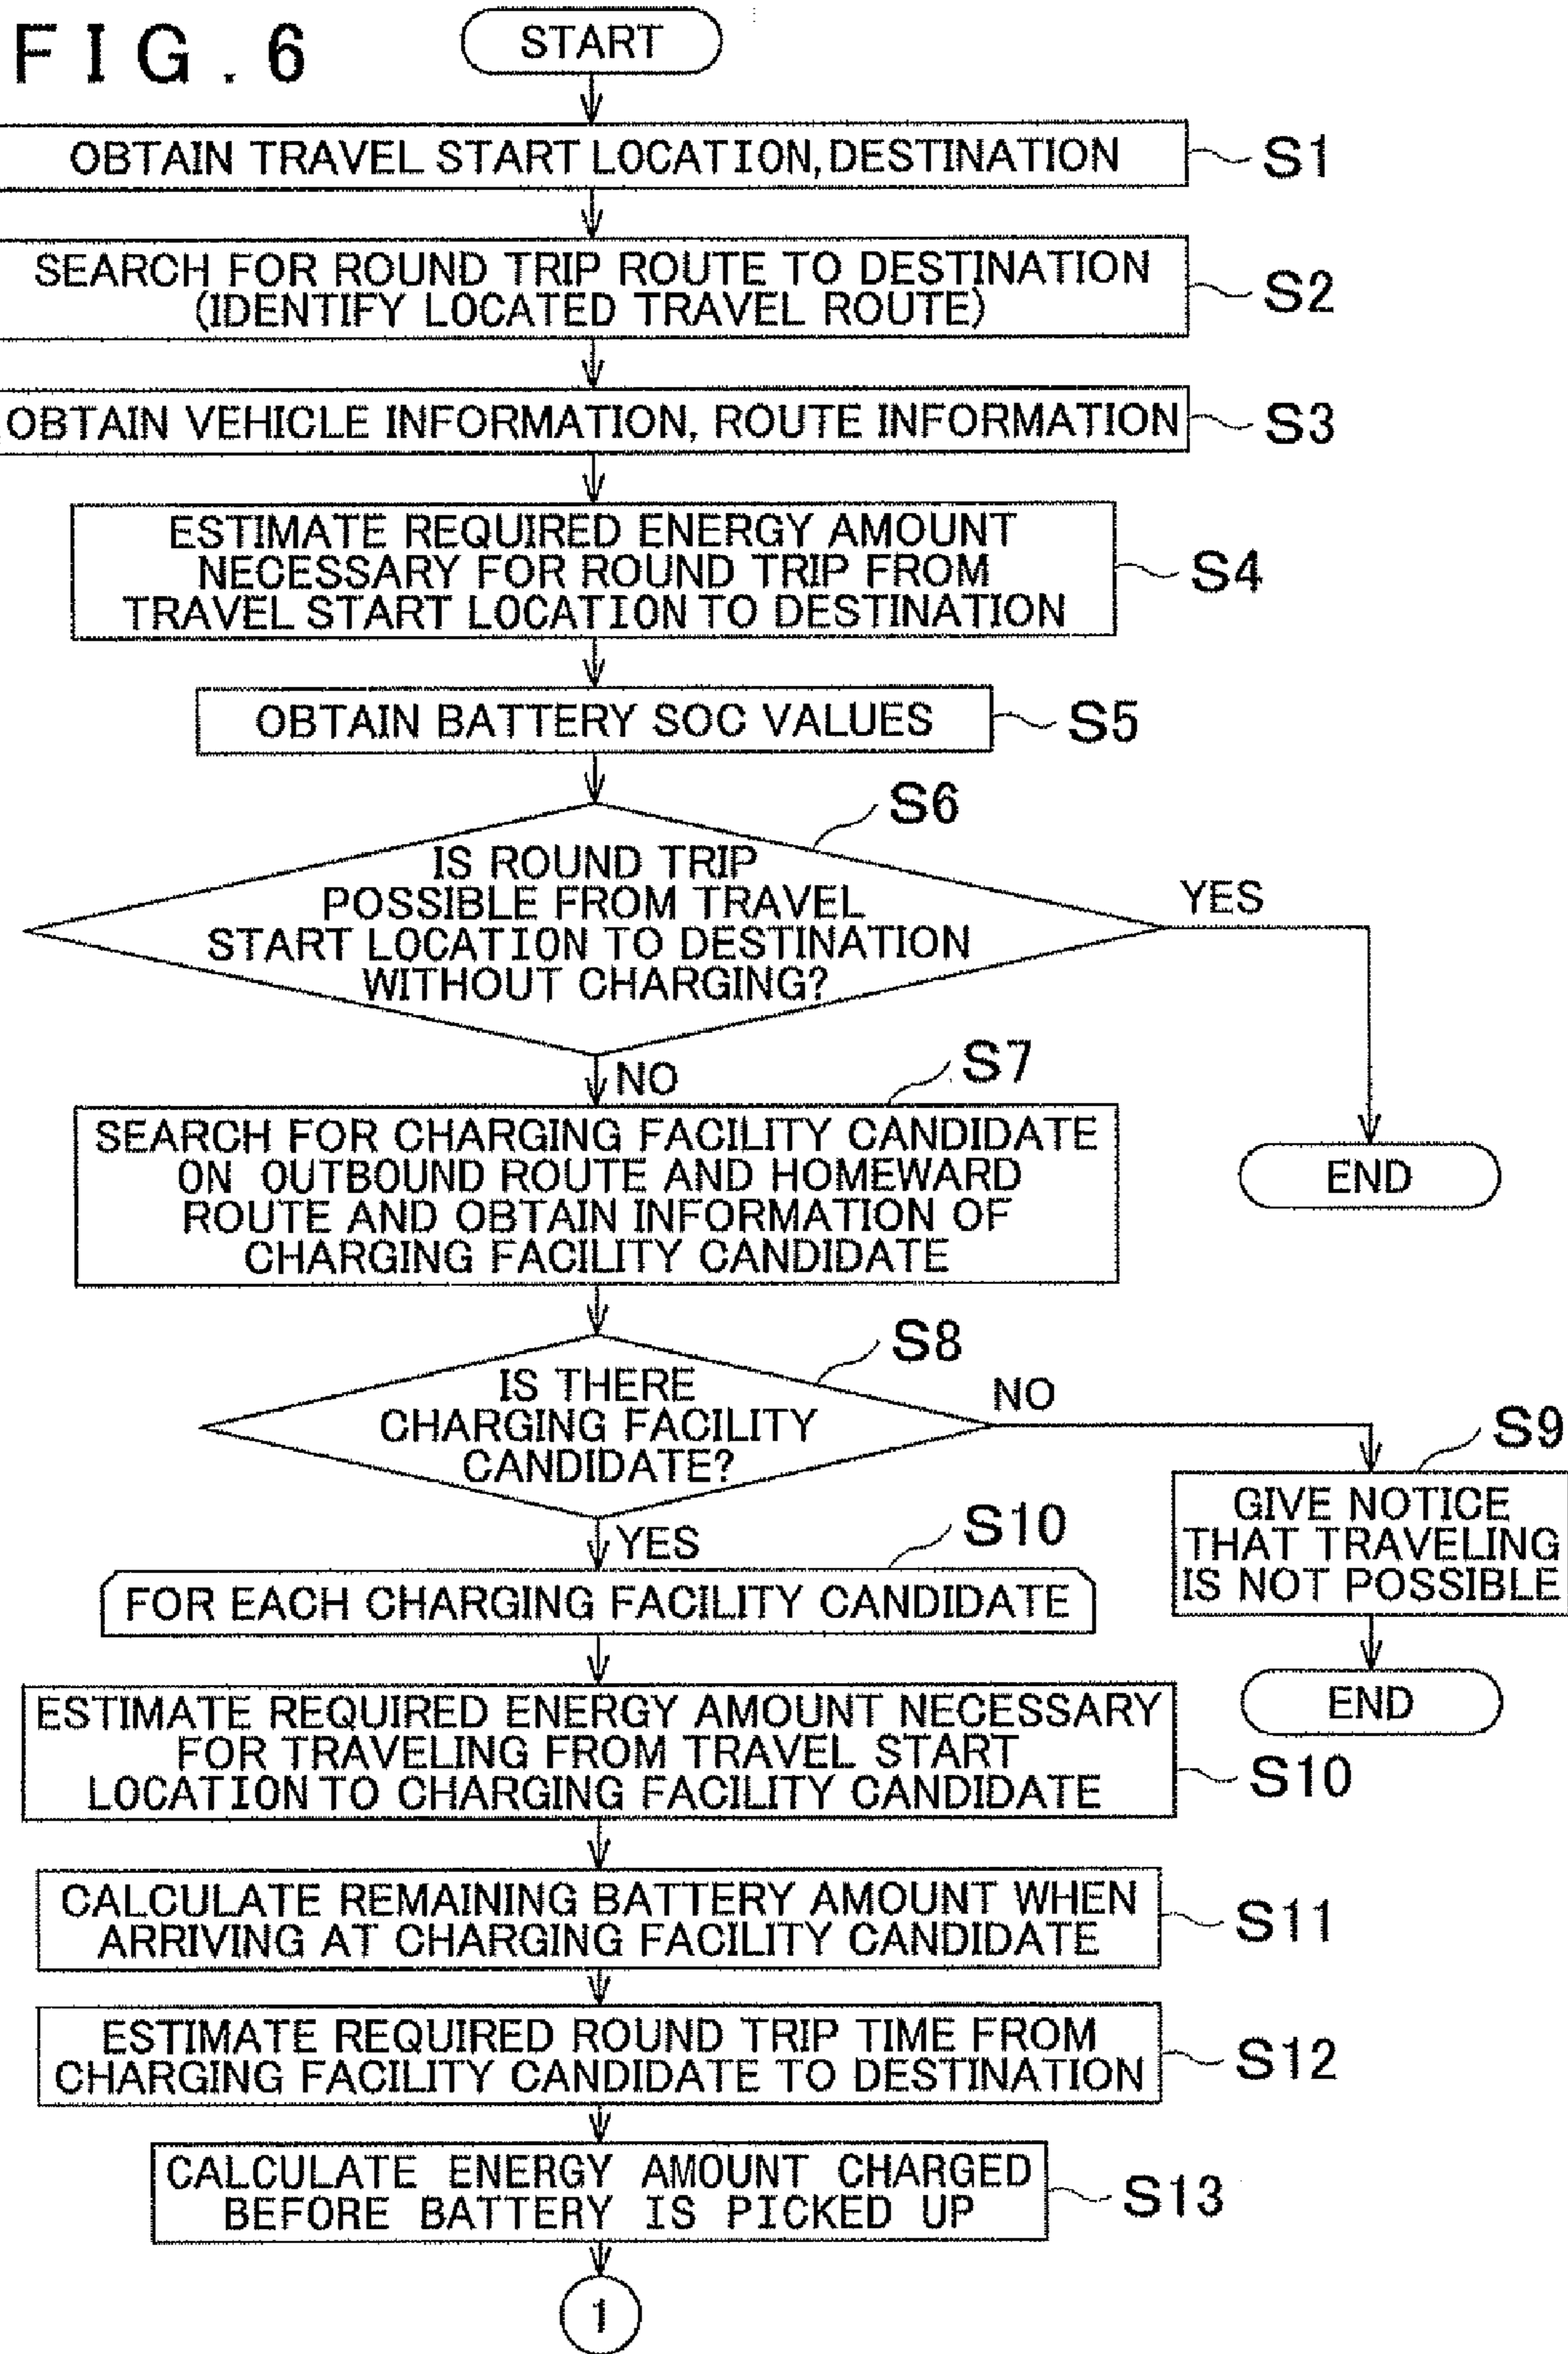 FIG. 6
START
OBTAIN TRAVEL START LOCATION, DESTINATION
S1
SEARCH FOR ROUND TRIP ROUTE TO DESTINATION
(IDENTIFY LOCATED TRAVEL ROUTE)
S2
OBTAIN VEHICLE INFORMATION, ROUTE INFORMATION
S3
ESTIMATE REQUIRED ENERGY AMOUNT
NECESSARY FOR ROUND TRIP FROM
TRAVEL START LOCATION TO DESTINATION
S4
OBTAIN BATTERY SOC VALUES
S5
S6
IS ROUND TRIP
POSSIBLE FROM TRAVEL
START LOCATION TO DESTINATION
WITHOUT CHARGING?
YES
NO
S7
SEARCH FOR CHARGING FACILITY CANDIDATE
ON OUTBOUND ROUTE AND HOMEWARD
ROUTE AND OBTAIN INFORMATION OF
CHARGING FACILITY CANDIDATE
END
S8
IS THERE
CHARGING FACILITY
CANDIDATE?
NO
S9
GIVE NOTICE
THAT TRAVELING
IS NOT POSSIBLE
END
YES
S10
FOR EACH CHARGING FACILITY CANDIDATE
ESTIMATE REQUIRED ENERGY AMOUNT NECESSARY
FOR TRAVELING FROM TRAVEL START
LOCATION TO CHARGING FACILITY CANDIDATE
S10
CALCULATE REMAINING BATTERY AMOUNT WHEN
ARRIVING AT CHARGING FACILITY CANDIDATE
S11
ESTIMATE REQUIRED ROUND TRIP TIME FROM
CHARGING FACILITY CANDIDATE TO DESTINATION
S12
CALCULATE ENERGY AMOUNT CHARGED
BEFORE BATTERY IS PICKED UP
S13
1